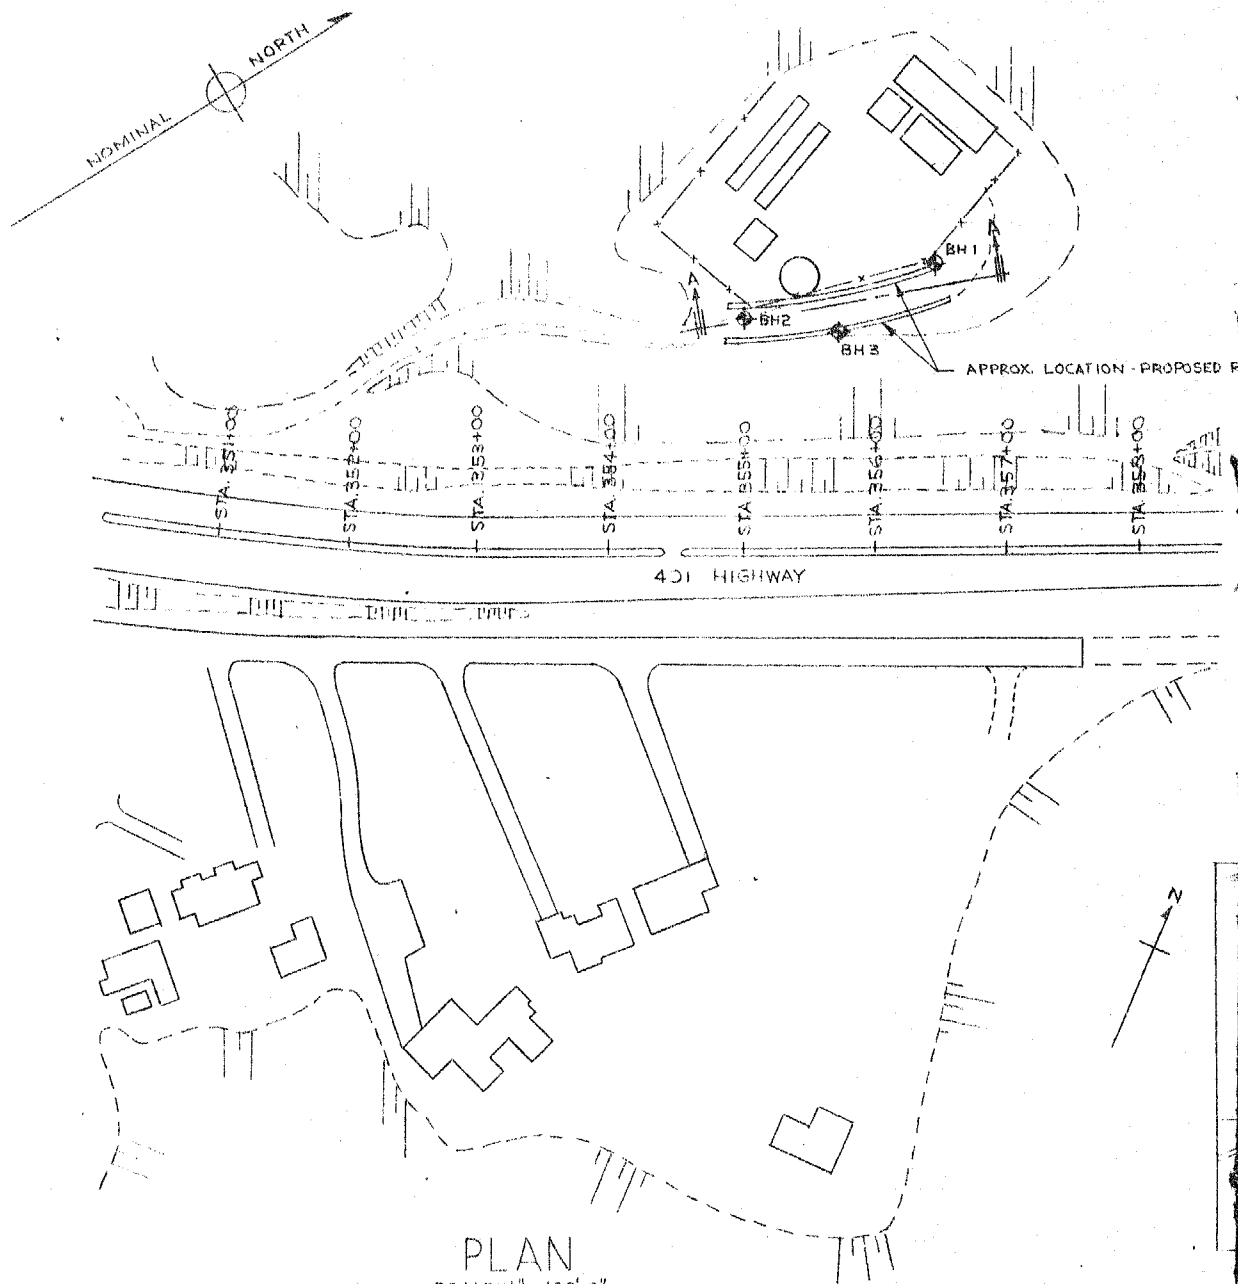 NOMINAL NORTH
A
A
BH 1
BH2
BH 3
APPROX. LOCATION - PROPOSED
STA. 351+00
STA. 352+00
STA. 353+00
STA. 354+00
STA. 355+00
STA. 356+00
STA. 357+00
STA. 358+00
401 HIGHWAY
N
PLAN